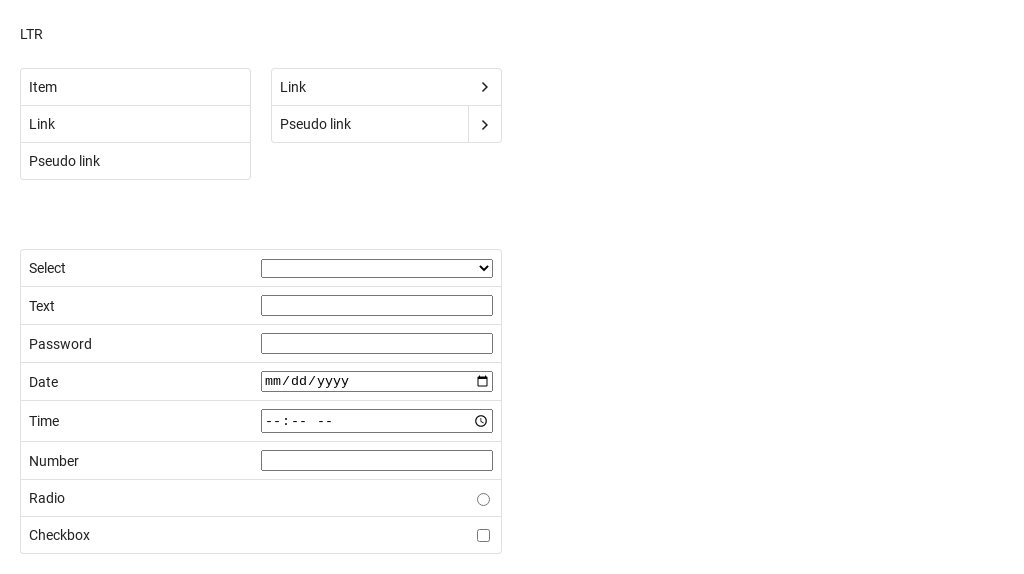 LTR
Item
Link
Pseudo link
Link
Pseudo link
Select
Text
Password
Date mm/dd/yyyy
Time --:-- --
Number
Radio
Checkbox